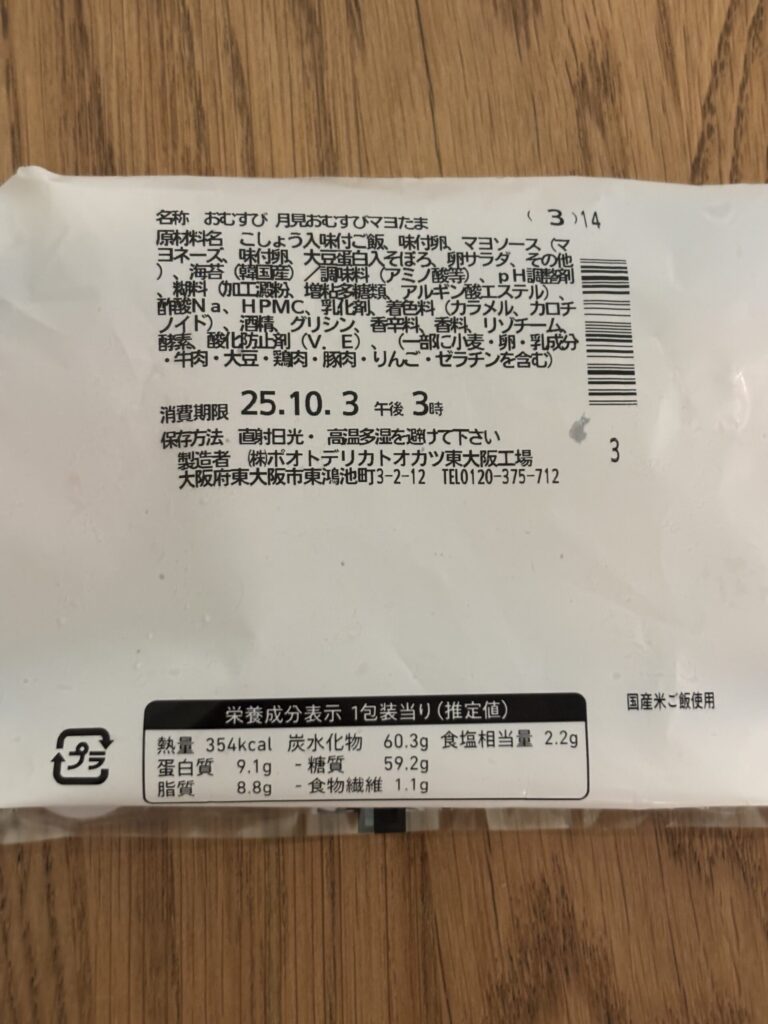 名称 おむすび 月見おむすびマヨたま
(3)14
原材料名 こしょう入味付ご飯、味付卵、マヨソース(マ
ヨネーズ、味付卵、大豆蛋白入そぼろ、卵サラダ、その他
)、海苔(韓国産)/調味料(アミノ酸等)、pH調整剤
、糊料(加工澱粉、増粘多糖類、アルギン酸エステル)、
酢酸Na、HPMC、乳化剤、着色料(カラメル、カロチ
ノイド)、酒精、グリシン、香辛料、香料、リゾチーム、
酵素、酸化防止剤(V.E)、(一部に小麦・卵・乳成分
・牛肉・大豆・鶏肉・豚肉・りんご・ゼラチンを含む)
消費期限 25.10.3 午後 3時
保存方法 直射日光・高温多湿を避けて下さい
3
製造者 (株)ポオトデリカトオカツ東大阪工場
大阪府東大阪市東鴻池町3-2-12 TEL0120-375-712
国産米ご飯使用
プラ
栄養成分表示 1包装当り(推定値)
熱量 354kcal 炭水化物 60.3g 食塩相当量 2.2g
蛋白質 9.1g -糖質 59.2g
脂質 8.8g -食物繊維 1.1g